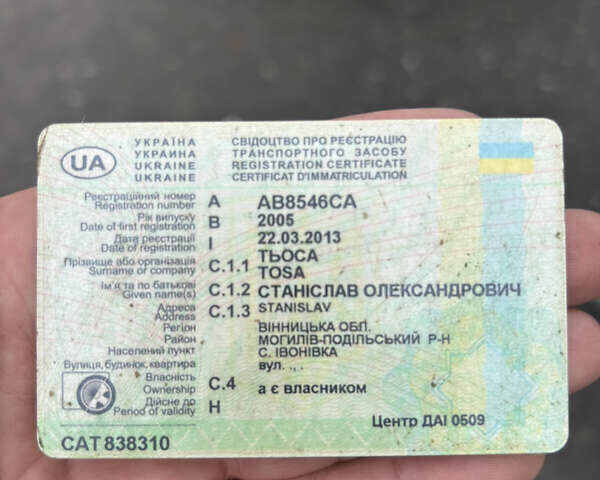 UA
УКРАЇНА СВІДОЦТВО ПРО РЕЄСТРАЦІЮ
УКРАИНА ТРАНСПОРТНОГО ЗАСОБУ
UKRAINE REGISTRATION CERTIFICATE
UKRAINE CERTIFICAT D'IMMATRICULATION
Реєстраційний номер
Registration number A AB8546CA
Рік випуску
Date of first registration B 2005
Дата реєстрації
Date of registration I 22.03.2013
Прізвище або організація
Surname or company C.1.1 ТЬОСА
TOSA
Ім'я та по батькові
Given name(s) C.1.2 СТАНІСЛАВ ОЛЕКСАНДРОВИЧ
Адреса
Address C.1.3 STANISLAV
Регіон ВІННИЦЬКА ОБЛ.
Район МОГИЛІВ-ПОДІЛЬСЬКИЙ Р-Н
Населений пункт С. ІВОНІВКА
Вулиця, будинок, квартира вул. ., .
Власність
Ownership C.4 а є власником
Дійсне до
Period of validity H
Центр ДАІ 0509
САТ 838310